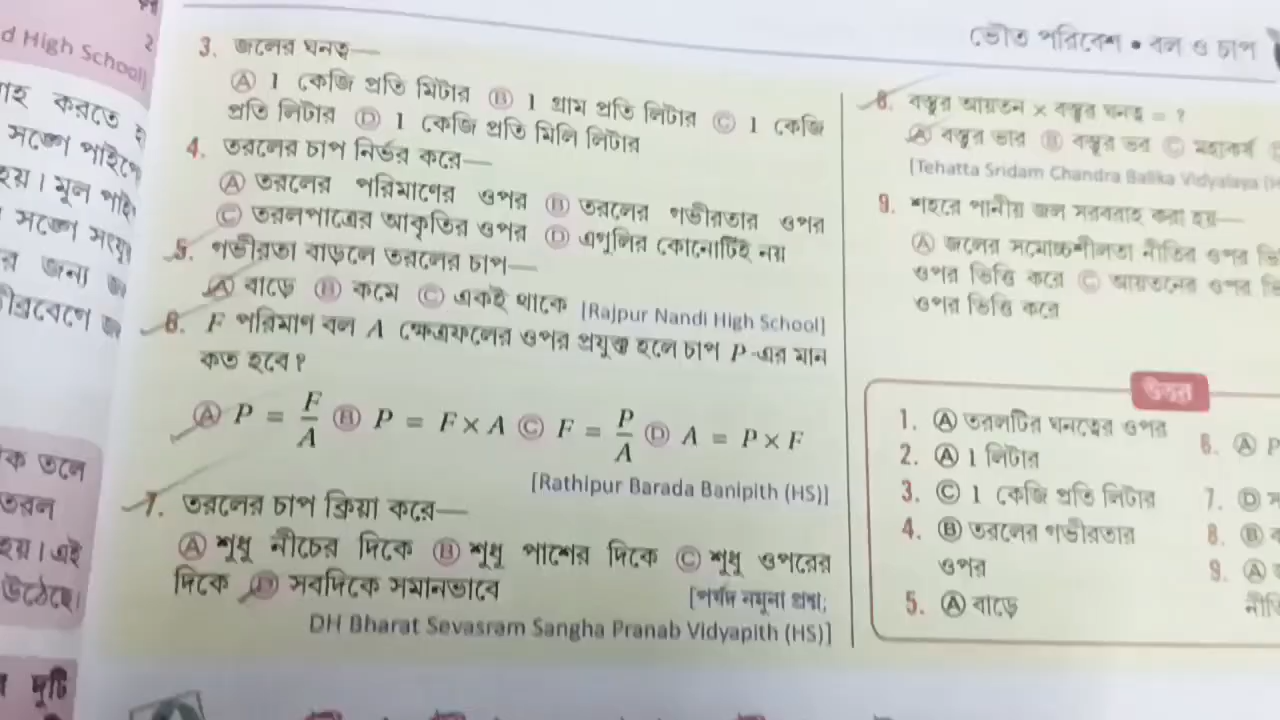 d High School]
ভৌত পরিবেশ • বল ও চাপ
3. জলের ঘনত্ব—
Ⓐ 1 কেজি প্রতি মিটার Ⓑ 1 গ্রাম প্রতি লিটার Ⓒ 1 কেজি
প্রতি লিটার Ⓓ 1 কেজি প্রতি মিলি লিটার
4. তরলের চাপ নির্ভর করে—
Ⓐ তরলের পরিমাণের ওপর Ⓑ তরলের গভীরতার ওপর
Ⓒ তরলপাত্রের আকৃতির ওপর Ⓓ এগুলির কোনোটিই নয়
5. গভীরতা বাড়লে তরলের চাপ—
Ⓐ বাড়ে Ⓑ কমে Ⓒ একই থাকে [Rajpur Nandi High School]
6. F পরিমাণ বল A ক্ষেত্রফলের ওপর প্রযুক্ত হলে চাপ P-এর মান
কত হবে?
Ⓐ P = F/A Ⓑ P = F × A Ⓒ F = P/A Ⓓ A = P × F
[Rathipur Barada Banipith (HS)]
7. তরলের চাপ ক্রিয়া করে—
Ⓐ শুধু নীচের দিকে Ⓑ শুধু পাশের দিকে Ⓒ শুধু ওপরের
দিকে Ⓓ সবদিকে সমানভাবে [পর্ষদ নমুনা প্রশ্ন;
DH Bharat Sevasram Sangha Pranab Vidyapith (HS)]
8. বস্তুর আয়তন × বস্তুর ঘনত্ব = ?
Ⓐ বস্তুর ভার Ⓑ বস্তুর ভর Ⓒ মহাকর্ষ
[Tehatta Sridam Chandra Balika Vidyalaya (H
9. শহরে পানীয় জল সরবরাহ করা হয়—
Ⓐ জলের সমোচ্চশীলতা নীতির ওপর
ওপর ভিত্তি করে Ⓒ আয়তনের ওপর
ওপর ভিত্তি করে
উত্তর
1. Ⓐ তরলটির ঘনত্বের ওপর
2. Ⓐ 1 লিটার
3. Ⓒ 1 কেজি প্রতি লিটার
4. Ⓑ তরলের গভীরতার
ওপর
5. Ⓐ বাড়ে
6. Ⓐ P
7. Ⓓ
8. Ⓑ
9. Ⓐ